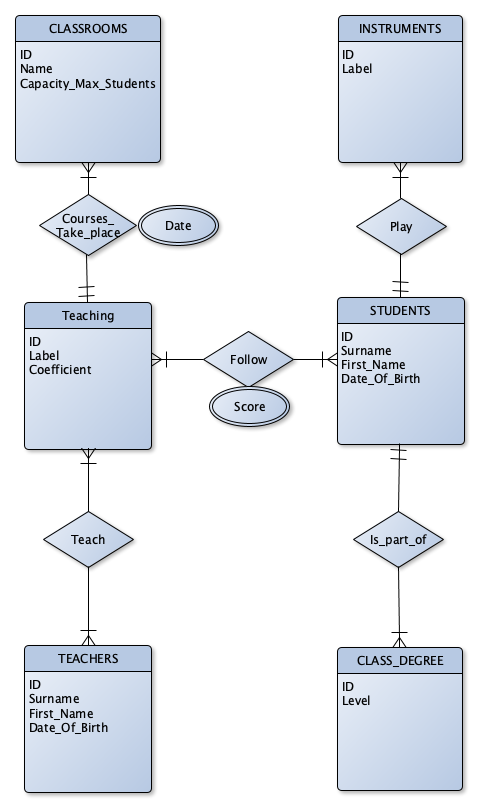 CLASSROOMS
ID
Name
Capacity_Max_Students
INSTRUMENTS
ID
Label
Courses_
Take_place
Date
Play
Teaching
ID
Label
Coefficient
Follow
Score
STUDENTS
ID
Surname
First_Name
Date_Of_Birth
Teach
Is_part_of
TEACHERS
ID
Surname
First_Name
Date_Of_Birth
CLASS_DEGREE
ID
Level